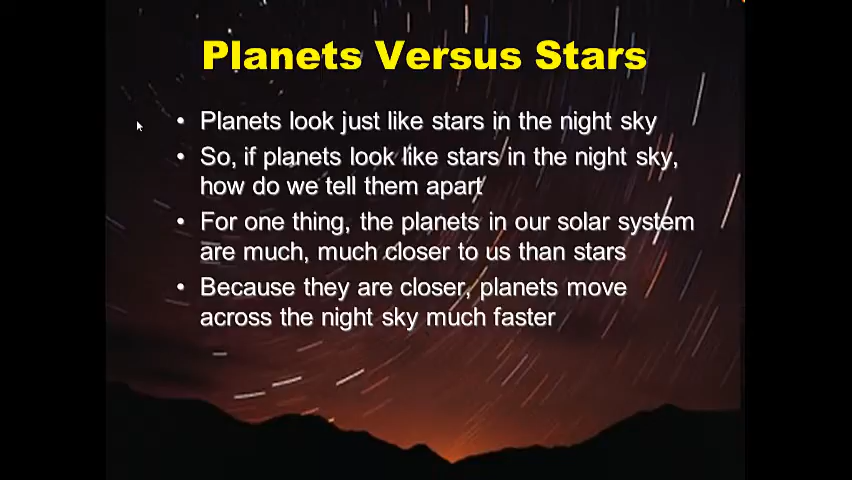 Planets Versus Stars
• Planets look just like stars in the night sky
• So, if planets look like stars in the night sky,
how do we tell them apart
• For one thing, the planets in our solar system
are much, much closer to us than stars
• Because they are closer, planets move
across the night sky much faster